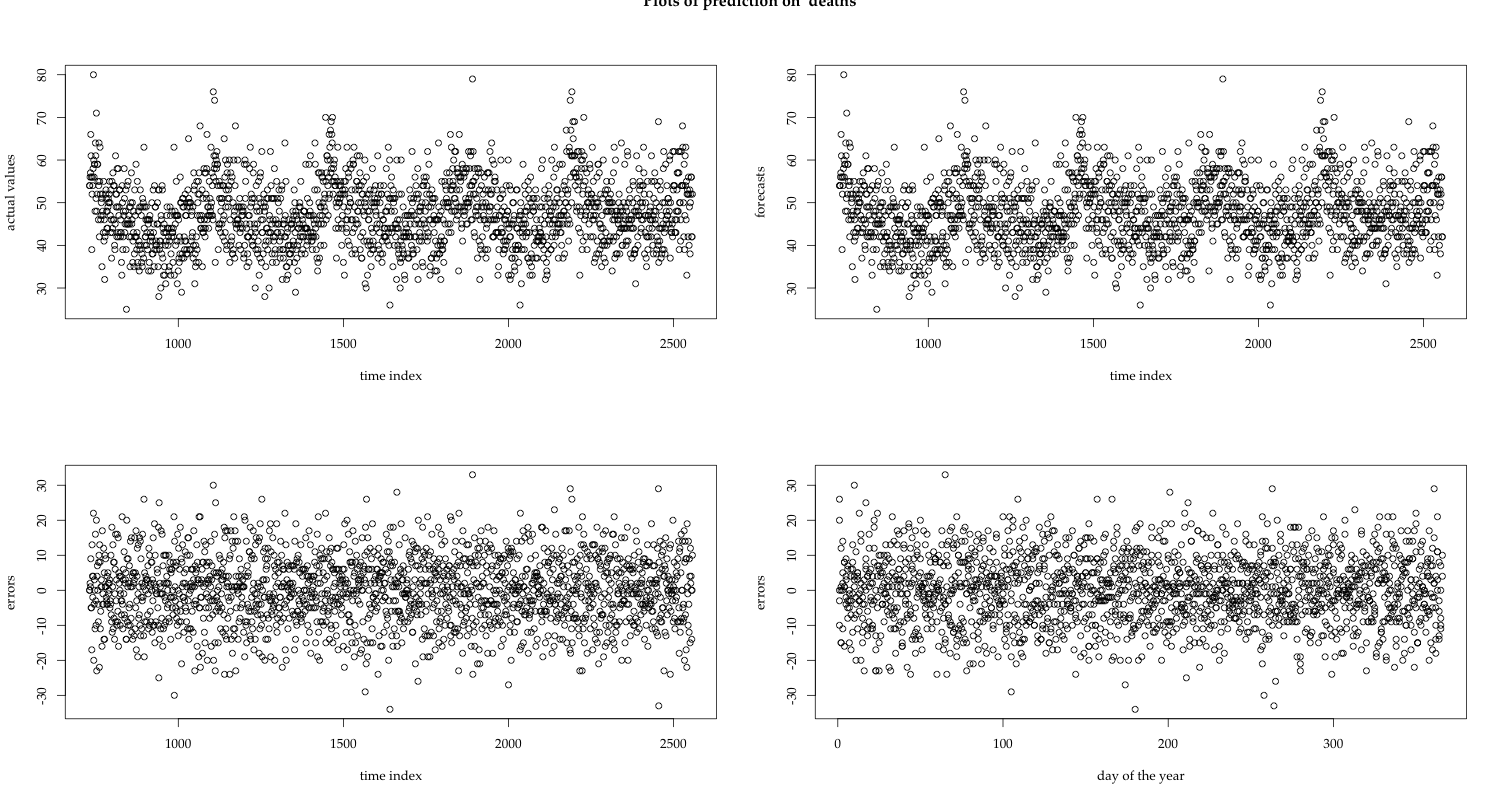 Plots of prediction on 'deaths'
actual values
80
70
60
50
40
30
1000 1500 2000 2500
time index
forecasts
80
70
60
50
40
30
1000 1500 2000 2500
time index
errors
30
20
10
0
-10
-20
-30
1000 1500 2000 2500
time index
errors
30
20
10
0
-10
-20
-30
0 100 200 300
day of the year